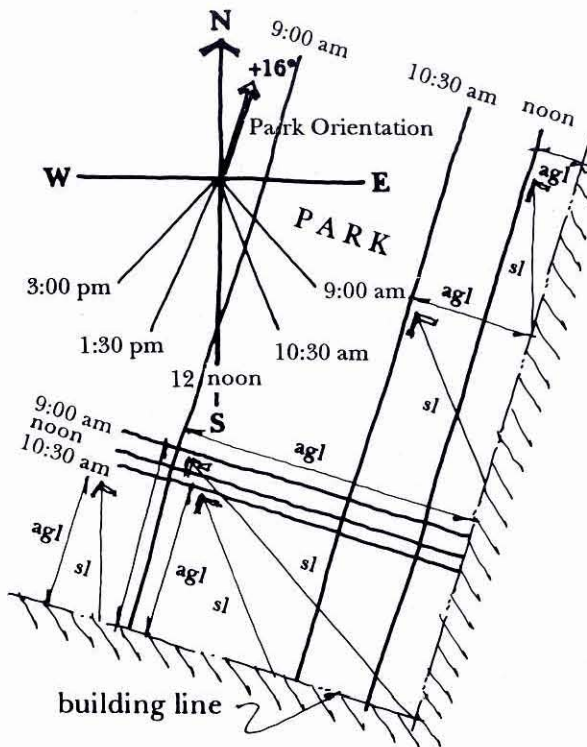 N
9:00 am
+16°
10:30 am
noon
Park Orientation
agl
W
E
PARK
sl
3:00 pm
9:00 am
agl
1:30 pm
10:30 am
12 noon
sl
S
9:00 am
noon
10:30 am
agl
agl
sl
agl
sl
sl
building line